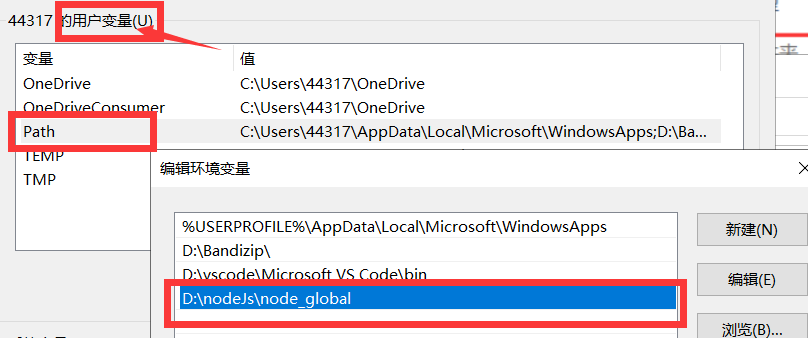 44317 的用户变量(U)
变量 值
OneDrive C:\Users\44317\OneDrive
OneDriveConsumer C:\Users\44317\OneDrive
Path C:\Users\44317\AppData\Local\Microsoft\WindowsApps;D:\Ba...
TEMP
TMP
编辑环境变量
%USERPROFILE%\AppData\Local\Microsoft\WindowsApps
新建(N)
D:\Bandizip\
D:\vscode\Microsoft VS Code\bin
编辑(E)
D:\nodeJs\node_global
浏览(B)...